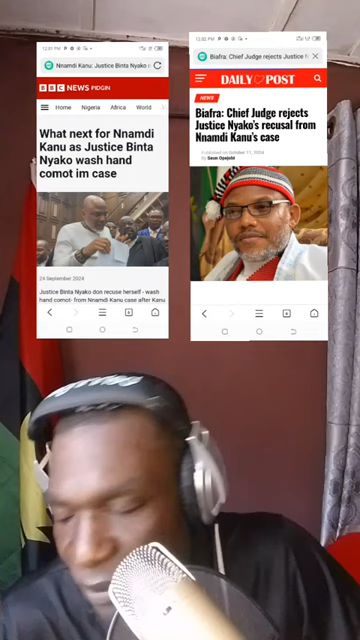 12:01 PM
Nnamdi Kanu: Justice Binta Nyako
BBC NEWS PIDGIN
Home Nigeria Africa World
What next for Nnamdi
Kanu as Justice Binta
Nyako wash hand
comot im case
24 September 2024
Justice Binta Nyako don recuse herself - wash
hand comot- from Nnamdi Kanu case after Kanu
12:02 PM
Biafra: Chief Judge rejects Justice N
DAILY POST
NEWS
Biafra: Chief Judge rejects
Justice Nyako's recusal from
Nnamdi Kanu's case
Published on October 11, 2024
By Seun Opejobi